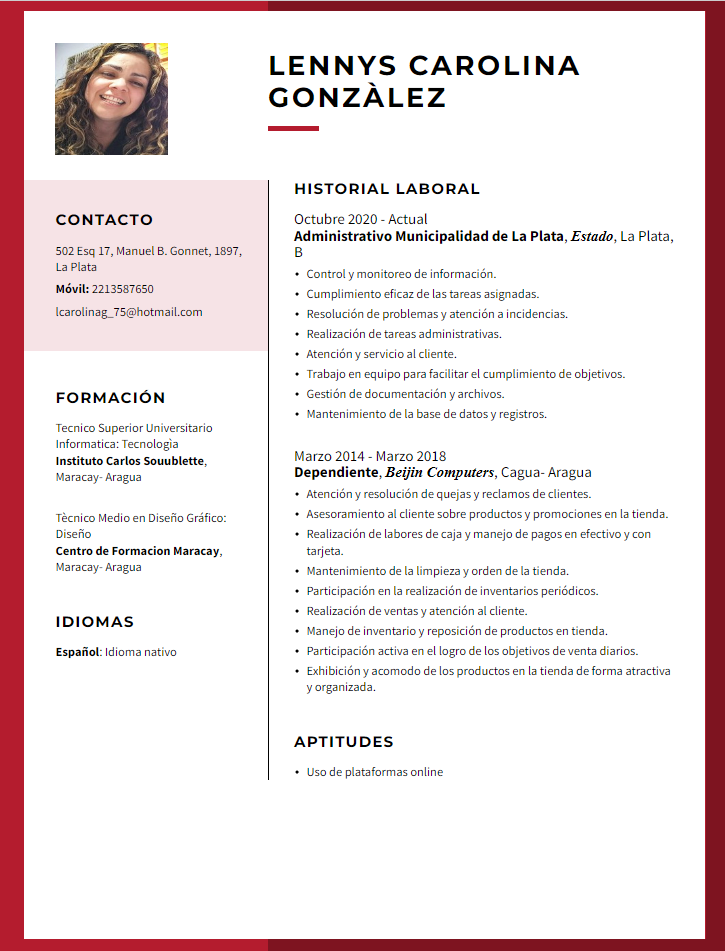 LENNYS CAROLINA
GONZÀLEZ
CONTACTO
502 Esq 17, Manuel B. Gonnet, 1897,
La Plata
Móvil: 2213587650
lcarolinag_75@hotmail.com
FORMACIÓN
Tecnico Superior Universitario
Informatica: Tecnologìa
Instituto Carlos Souublette,
Maracay- Aragua
Tècnico Medio en Diseño Gráfico:
Diseño
Centro de Formacion Maracay,
Maracay- Aragua
IDIOMAS
Español: Idioma nativo
HISTORIAL LABORAL
Octubre 2020 - Actual
Administrativo Municipalidad de La Plata, Estado, La Plata,
B
• Control y monitoreo de información.
• Cumplimiento eficaz de las tareas asignadas.
• Resolución de problemas y atención a incidencias.
• Realización de tareas administrativas.
• Atención y servicio al cliente.
• Trabajo en equipo para facilitar el cumplimiento de objetivos.
• Gestión de documentación y archivos.
• Mantenimiento de la base de datos y registros.
Marzo 2014 - Marzo 2018
Dependiente, Beijin Computers, Cagua- Aragua
• Atención y resolución de quejas y reclamos de clientes.
• Asesoramiento al cliente sobre productos y promociones en la tienda.
• Realización de labores de caja y manejo de pagos en efectivo y con
tarjeta.
• Mantenimiento de la limpieza y orden de la tienda.
• Participación en la realización de inventarios periódicos.
• Realización de ventas y atención al cliente.
• Manejo de inventario y reposición de productos en tienda.
• Participación activa en el logro de los objetivos de venta diarios.
• Exhibición y acomodo de los productos en la tienda de forma atractiva
y organizada.
APTITUDES
• Uso de plataformas online